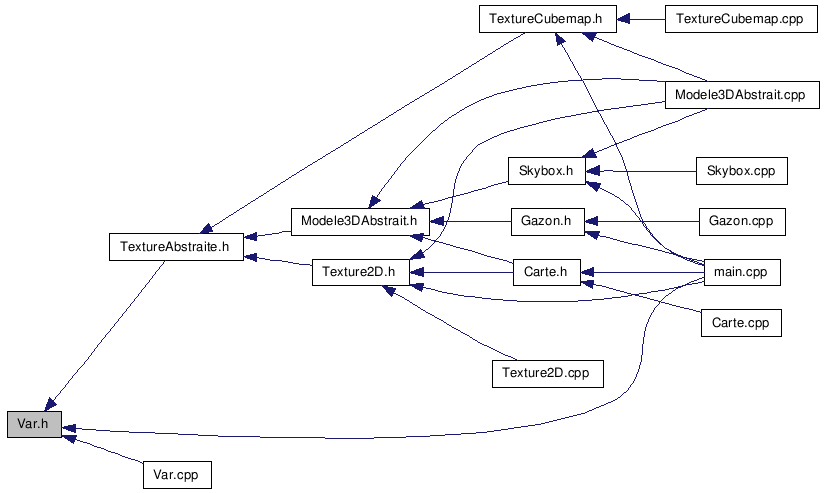 TextureCubemap.h
TextureCubemap.cpp
Modele3DAbstrait.cpp
Skybox.h
Skybox.cpp
Modele3DAbstrait.h
Gazon.h
Gazon.cpp
TextureAbstraite.h
Texture2D.h
Carte.h
main.cpp
Carte.cpp
Texture2D.cpp
Var.h
Var.cpp